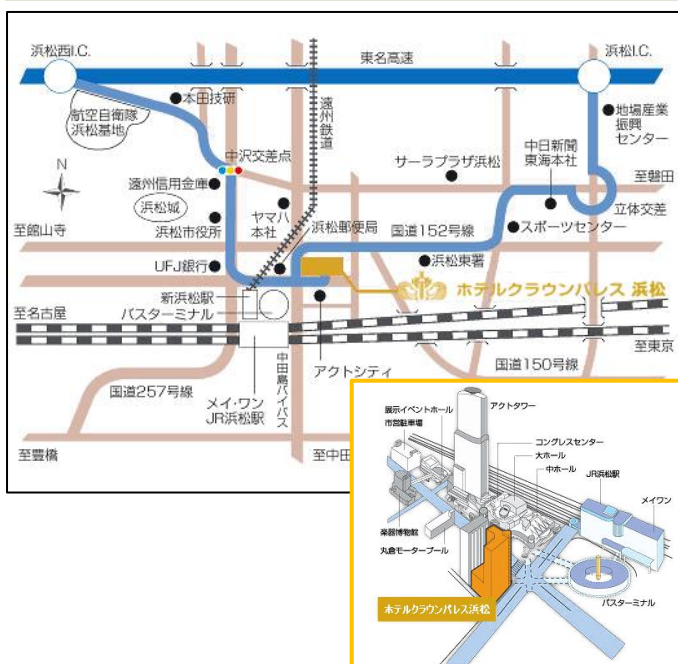 浜松西I.C.
東名高速
浜松I.C.
本田技研
航空自衛隊
浜松基地
遠州鉄道
地場産業
振興
センター
中沢交差点
中日新聞
東海本社
サーラプラザ浜松
N
遠州信用金庫
至磐田
浜松城
ヤマハ
本社
浜松郵便局
立体交差
至館山寺
浜松市役所
国道152号線
スポーツセンター
UFJ銀行
浜松東署
ホテルクラウンパレス 浜松
新浜松駅
バスターミナル
至名古屋
至東京
アクトシティ
国道150号線
国道257号線
メイ・ワン
JR浜松駅
中田島バイパス
至豊橋
至中田
展示イベントホール
市営駐車場
アクトタワー
コングレスセンター
大ホール
中ホール
JR浜松駅
メイワン
楽器博物館
丸倉モータープール
バスターミナル
ホテルクラウンパレス浜松